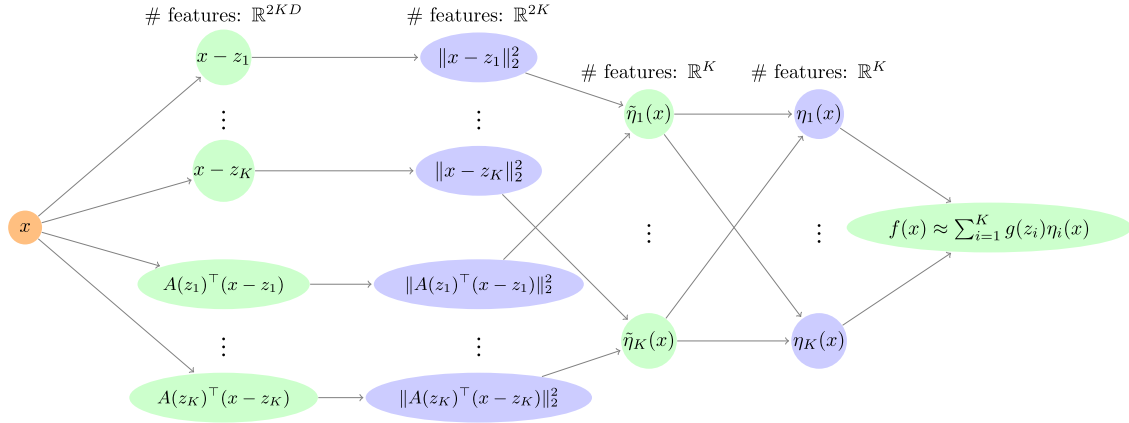 # features: ℝ^{2KD}
# features: ℝ^{2K}
x − z_1
‖x − z_1‖_2^2
# features: ℝ^K
# features: ℝ^K
⋮
⋮
η̃_1(x)
η_1(x)
x − z_K
‖x − z_K‖_2^2
x
⋮
⋮
f(x) ≈ ∑_{i=1}^K g(z_i)η_i(x)
A(z_1)^⊤(x − z_1)
‖A(z_1)^⊤(x − z_1)‖_2^2
⋮
⋮
η̃_K(x)
η_K(x)
A(z_K)^⊤(x − z_K)
‖A(z_K)^⊤(x − z_K)‖_2^2